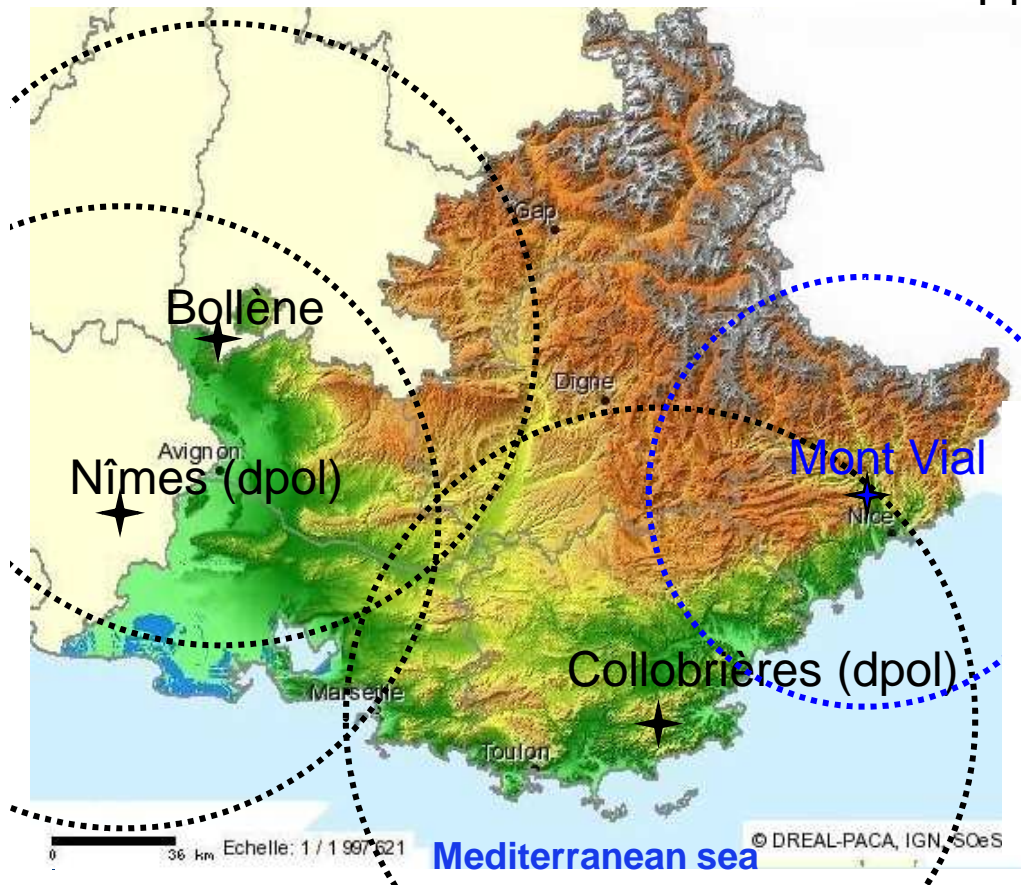 Gap
Bollène
Digne
Avignon
Mont Vial
Nîmes (dpol)
Nice
Collobrières (dpol)
Marseille
Toulon
0 36 km Echelle: 1 / 1 997 621
© DREAL-PACA, IGN, SOeS
Mediterranean sea